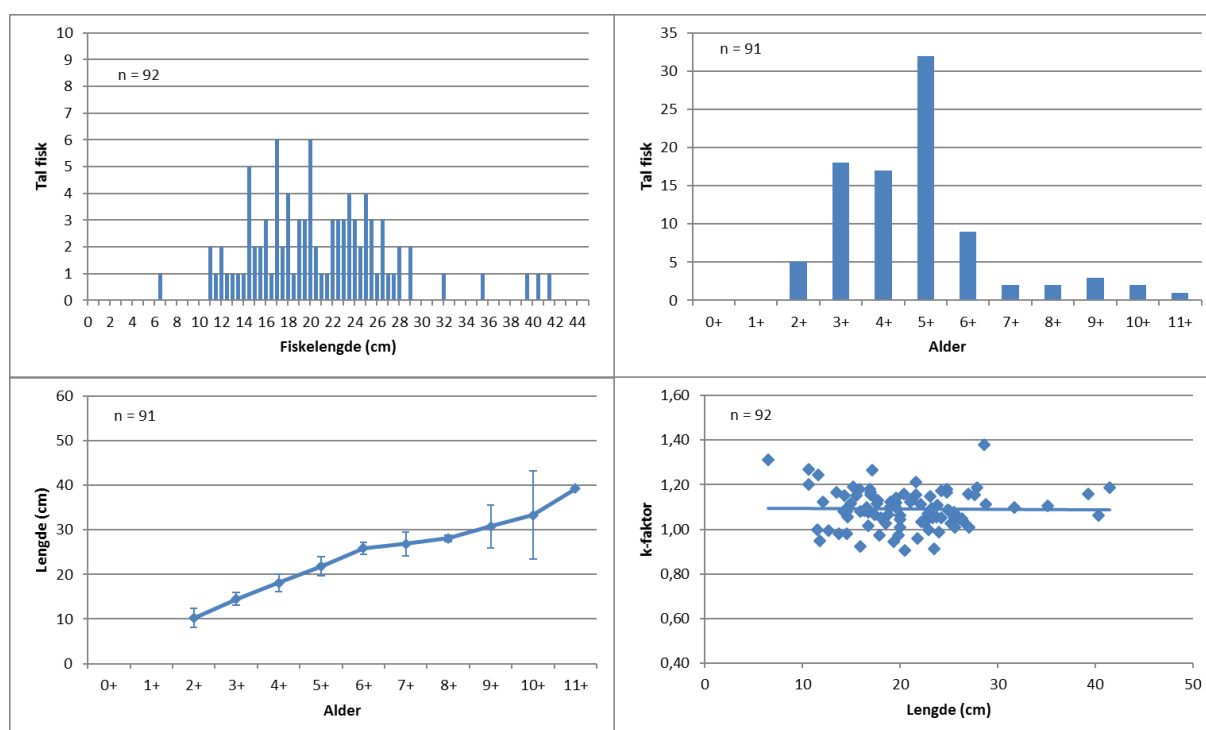 10
9
8
7
6
5
4
3
2
1
0
Tal fisk
n = 92
0 2 4 6 8 10 12 14 16 18 20 22 24 26 28 30 32 34 36 38 40 42 44
Fiskelengde (cm)
35
30
25
20
15
10
5
0
Tal fisk
n = 91
0+ 1+ 2+ 3+ 4+ 5+ 6+ 7+ 8+ 9+ 10+ 11+
Alder
60
50
40
30
20
10
0
Lengde (cm)
n = 91
0+ 1+ 2+ 3+ 4+ 5+ 6+ 7+ 8+ 9+ 10+ 11+
Alder
1,60
1,40
1,20
1,00
0,80
0,60
0,40
k-faktor
n = 92
0 10 20 30 40 50
Lengde (cm)